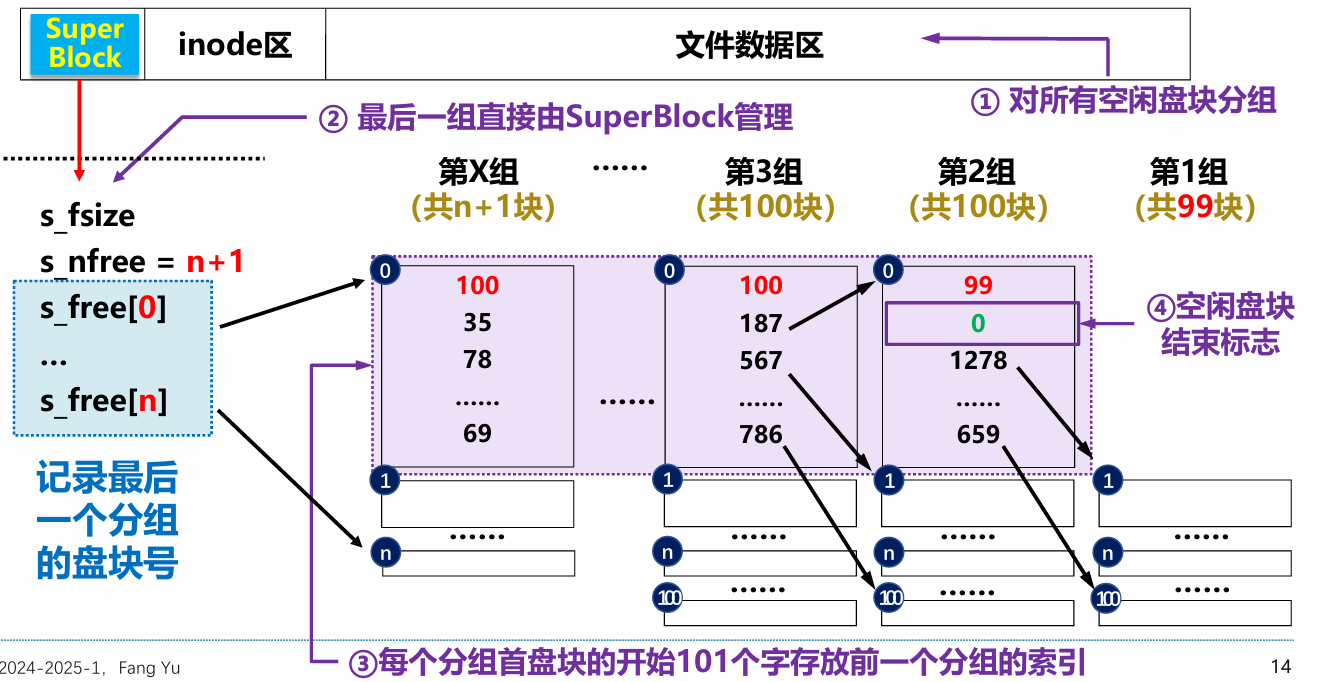 Super
Block
inode区
文件数据区
① 对所有空闲盘块分组
② 最后一组直接由SuperBlock管理
第X组
（共n+1块）
……
第3组
（共100块）
第2组
（共100块）
第1组
（共99块）
s_fsize
s_nfree = n+1
s_free[0]
...
s_free[n]
记录最后
一个分组
的盘块号
0
100
35
78
……
69
1
……
n
……
0
100
187
567
……
786
1
……
n
……
100
0
99
0
1278
……
659
1
……
n
……
100
④空闲盘块
结束标志
1
……
n
……
100
③每个分组首盘块的开始101个字存放前一个分组的索引
2024-2025-1，Fang Yu
14